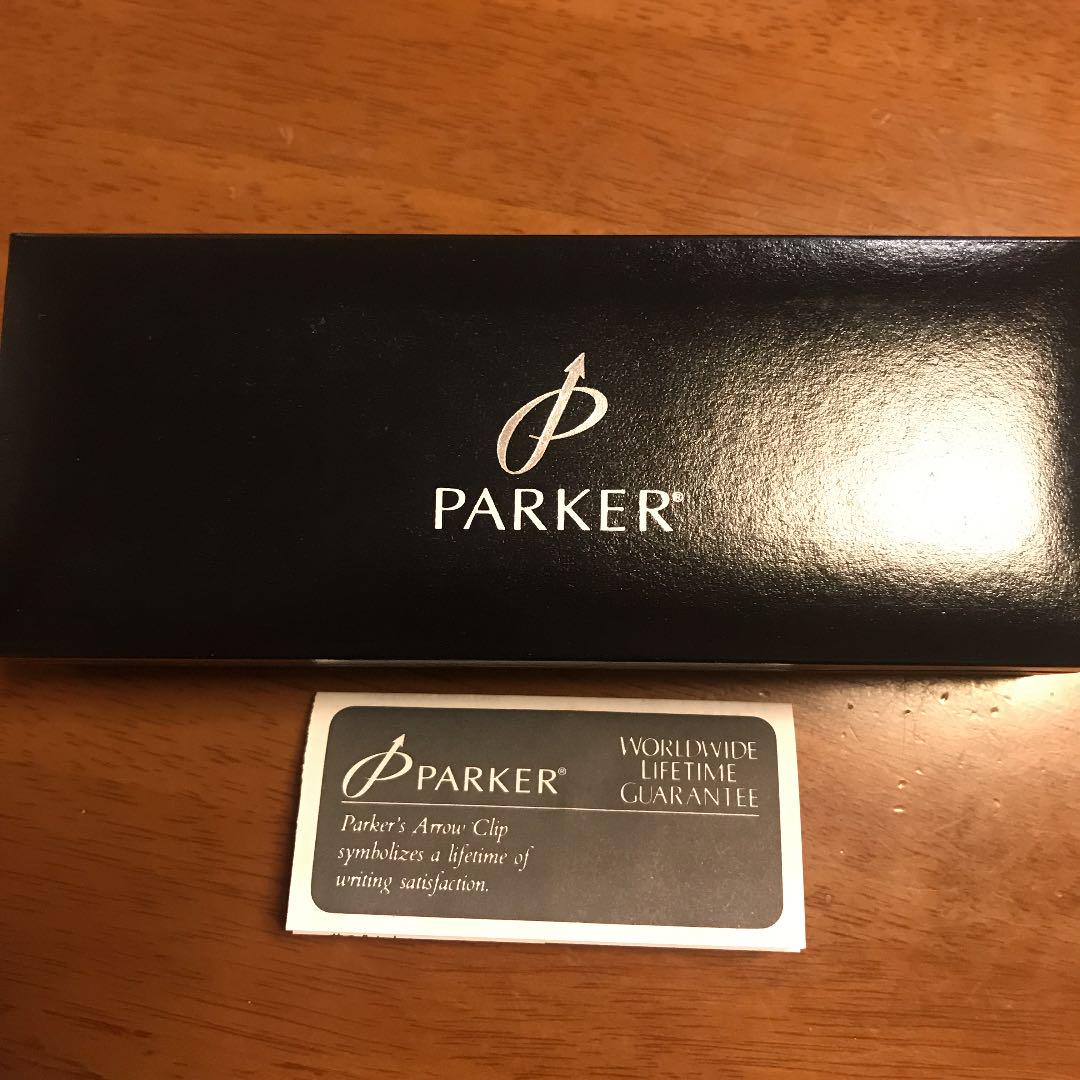 PARKER®
PARKER®
WORLDWIDE
LIFETIME
GUARANTEE
Parker's Arrow Clip
symbolizes a lifetime of
writing satisfaction.